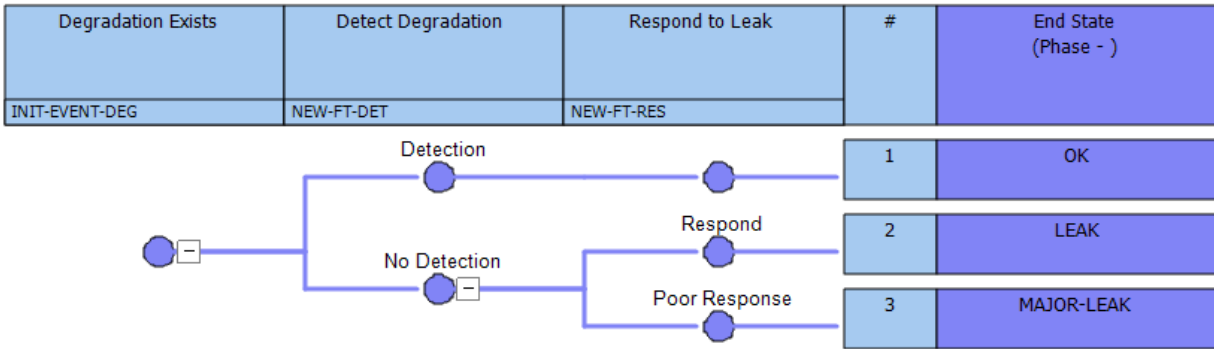 Degradation Exists
Detect Degradation
Respond to Leak
#
End State
(Phase - )
INIT-EVENT-DEG
NEW-FT-DET
NEW-FT-RES
Detection
1
OK
Respond
2
LEAK
No Detection
Poor Response
3
MAJOR-LEAK